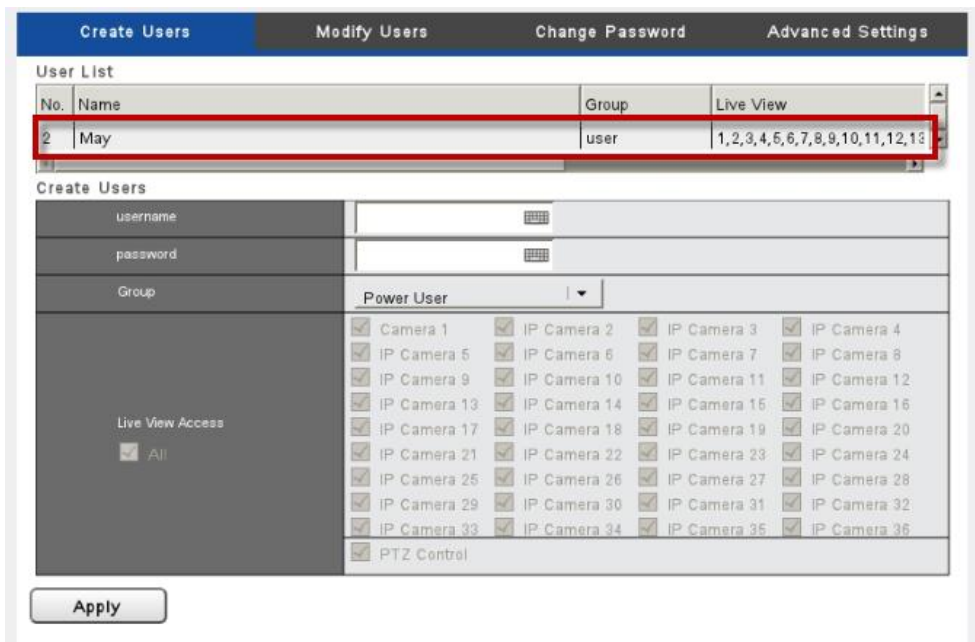 Create Users Modify Users Change Password Advanced Settings
User List
No. Name Group Live View
2 May user 1,2,3,4,5,6,7,8,9,10,11,12,13
Create Users
username
password
Group Power User
Camera 1 IP Camera 2 IP Camera 3 IP Camera 4
IP Camera 5 IP Camera 6 IP Camera 7 IP Camera 8
IP Camera 9 IP Camera 10 IP Camera 11 IP Camera 12
IP Camera 13 IP Camera 14 IP Camera 15 IP Camera 16
Live View Access IP Camera 17 IP Camera 18 IP Camera 19 IP Camera 20
All IP Camera 21 IP Camera 22 IP Camera 23 IP Camera 24
IP Camera 25 IP Camera 26 IP Camera 27 IP Camera 28
IP Camera 29 IP Camera 30 IP Camera 31 IP Camera 32
IP Camera 33 IP Camera 34 IP Camera 35 IP Camera 36
PTZ Control
Apply